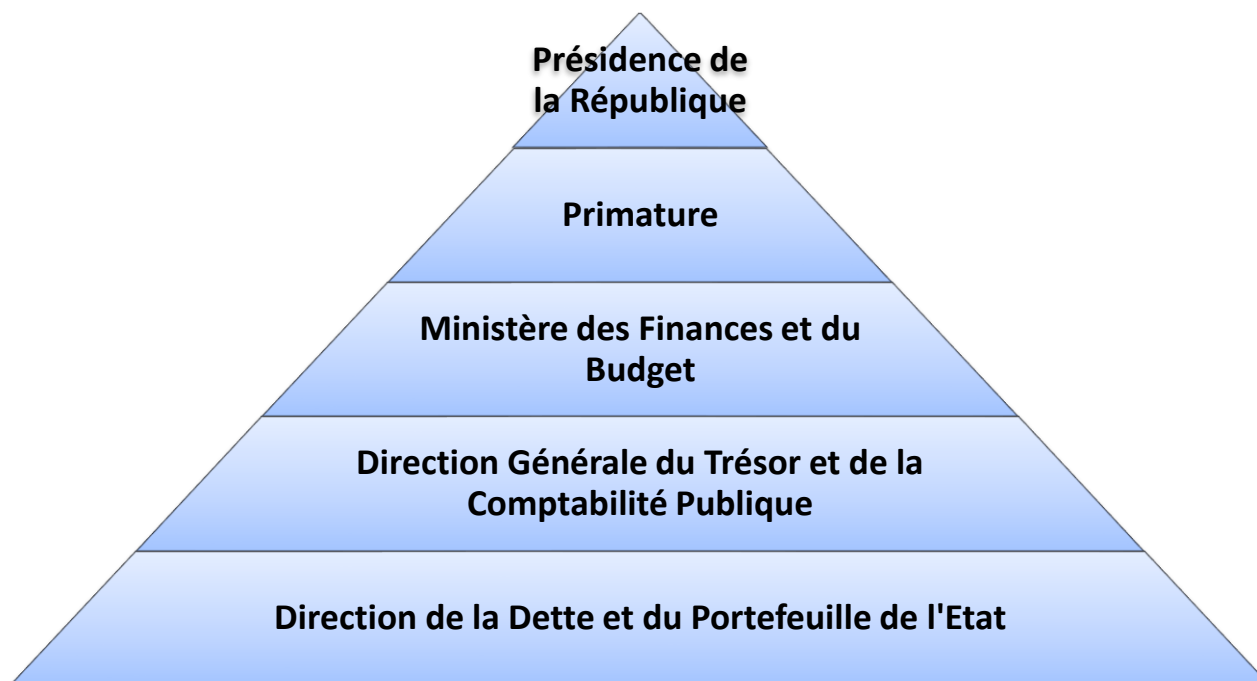 Présidence de
la République
Primature
Ministère des Finances et du
Budget
Direction Générale du Trésor et de la
Comptabilité Publique
Direction de la Dette et du Portefeuille de l'Etat